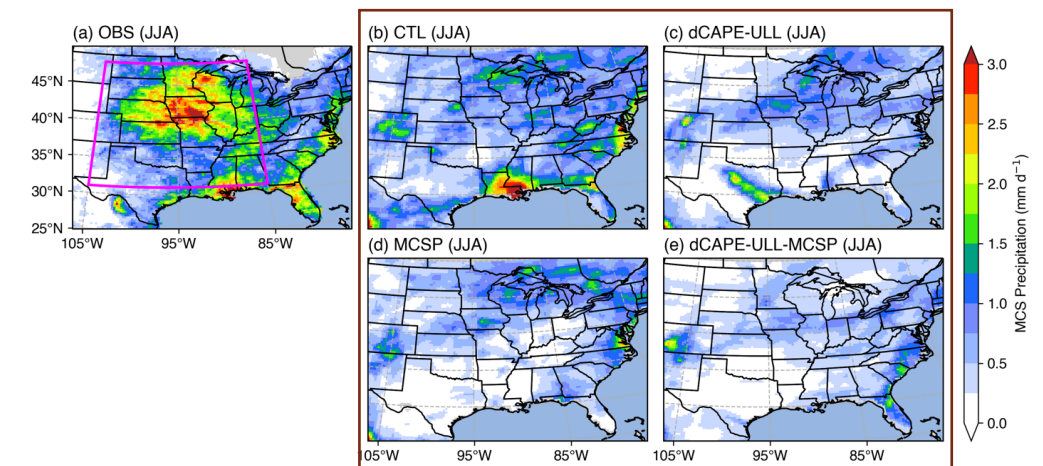 (a) OBS (JJA)
(b) CTL (JJA)
(c) dCAPE-ULL (JJA)
45°N
40°N
35°N
30°N
25°N
105°W 95°W 85°W
(d) MCSP (JJA)
(e) dCAPE-ULL-MCSP (JJA)
105°W 95°W 85°W
105°W 95°W 85°W
3.0
2.5
2.0
1.5
1.0
0.5
0.0
MCS Precipitation (mm d⁻¹)